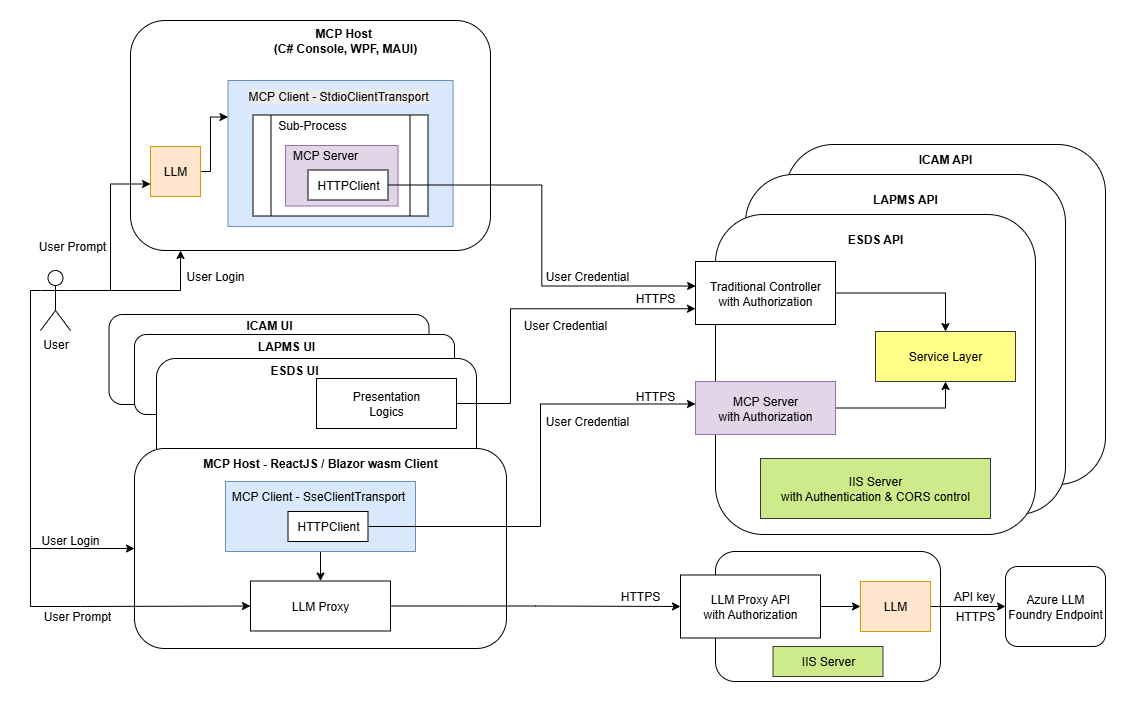 MCP Host
(C# Console, WPF, MAUI)
MCP Client - StdioClientTransport
Sub-Process
MCP Server
HTTPClient
LLM
User Prompt
User Login
User
User Credential
HTTPS
User Credential
ICAM API
LAPMS API
ESDS API
Traditional Controller
with Authorization
Service Layer
MCP Server
with Authorization
IIS Server
with Authentication & CORS control
ICAM UI
LAPMS UI
ESDS UI
Presentation
Logics
HTTPS
User Credential
MCP Host - ReactJS / Blazor wasm Client
MCP Client - SseClientTransport
HTTPClient
User Login
LLM Proxy
User Prompt
HTTPS
LLM Proxy API
with Authorization
LLM
IIS Server
API key
HTTPS
Azure LLM
Foundry Endpoint